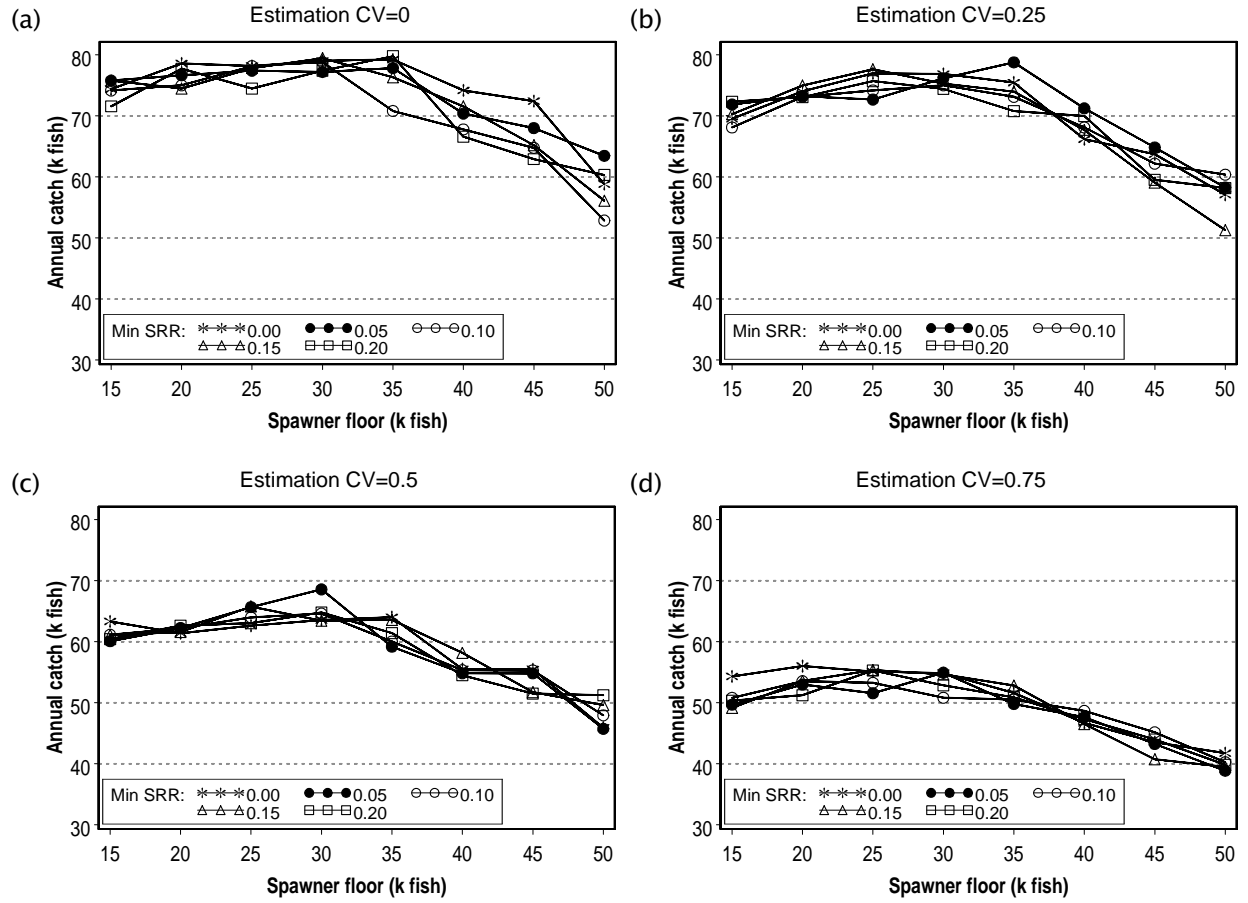 (a)
Estimation CV=0
Annual catch (k fish)
80
70
60
50
40
30
Min SRR: 0.00 0.05 0.10
0.15 0.20
15 20 25 30 35 40 45 50
Spawner floor (k fish)
(b)
Estimation CV=0.25
Annual catch (k fish)
80
70
60
50
40
30
Min SRR: 0.00 0.05 0.10
0.15 0.20
15 20 25 30 35 40 45 50
Spawner floor (k fish)
(c)
Estimation CV=0.5
Annual catch (k fish)
80
70
60
50
40
30
Min SRR: 0.00 0.05 0.10
0.15 0.20
15 20 25 30 35 40 45 50
Spawner floor (k fish)
(d)
Estimation CV=0.75
Annual catch (k fish)
80
70
60
50
40
30
Min SRR: 0.00 0.05 0.10
0.15 0.20
15 20 25 30 35 40 45 50
Spawner floor (k fish)